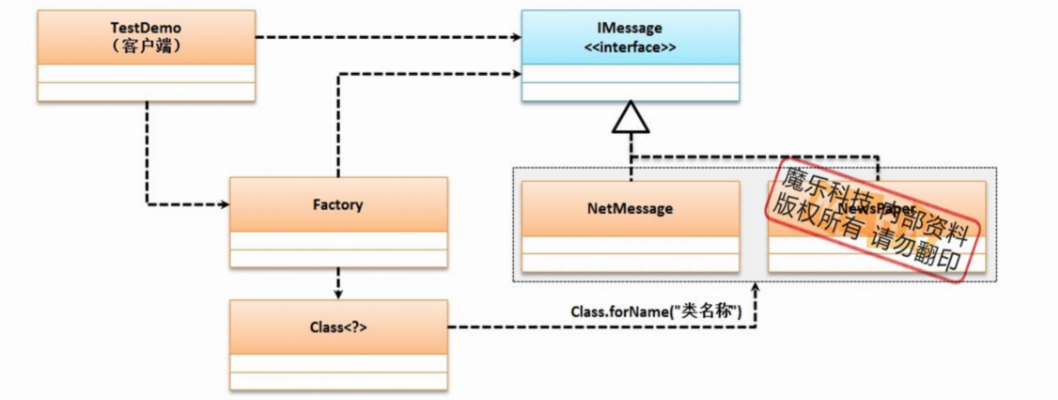 TestDemo
（客户端）
IMessage
<<interface>>
Factory
NetMessage
NewsPaper
魔乐科技 内部资料
版权所有 请勿翻印
Class<?>
Class.forName("类名称")